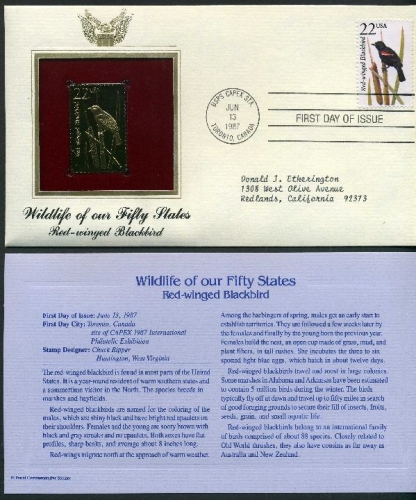 22 USA
Red-winged Blackbird
USPS CAPEX STA.
JUN
13
1987
TORONTO, CANADA
FIRST DAY OF ISSUE
22
Red-winged Blackbird
Donald J. Etherington
1308 West Olive Avenue
Redlands, California 92373
Wildlife of our Fifty States
Red-winged Blackbird
Wildlife of our Fifty States
Red-winged Blackbird
First Day of Issue: June 13, 1987
First Day City: Toronto, Canada
site of CAPEX 1987 International
Philatelic Exhibition
Stamp Designer: Chuck Ripper
Huntington, West Virginia
The red-winged blackbird is found in most parts of the United
States. It is a year-round resident of warm southern states and
a summertime visitor in the North. The species breeds in
marshes and hayfields.
Red-winged blackbirds are named for the coloring of the
males, which are shiny black and have bright red epaulets on
their shoulders. Females and the young are sooty brown with
black and gray streaks and no epaulets. Both sexes have flat
profiles, sharp beaks, and average about 8 inches long.
Red-wings migrate north at the approach of warm weather.
Among the harbingers of spring, males get an early start to
establish territories. They are followed a few weeks later by
the females and finally by the young born the previous year.
Females build the nest, an open cup made of grass, mud, and
plant fibers, in tall rushes. She incubates the three to six
spotted light blue eggs, which hatch in about twelve days.
Red-winged blackbirds travel and roost in large colonies.
Some marshes in Alabama and Arkansas have been estimated
to contain 5 million birds during the winter. The birds
typically fly off at dawn and travel up to fifty miles in search
of good foraging grounds to secure their fill of insects, fruits,
seeds, grain, and small aquatic life.
Red-winged blackbirds belong to an international
family of birds comprised of about 88 species. Closely related to
Old World thrushes, they also have cousins as far away as
Australia and New Zealand.